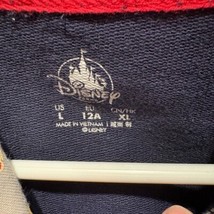 Disney
US EU CN/HK
L 12A XL
MADE IN VIETNAM
©DISNEY